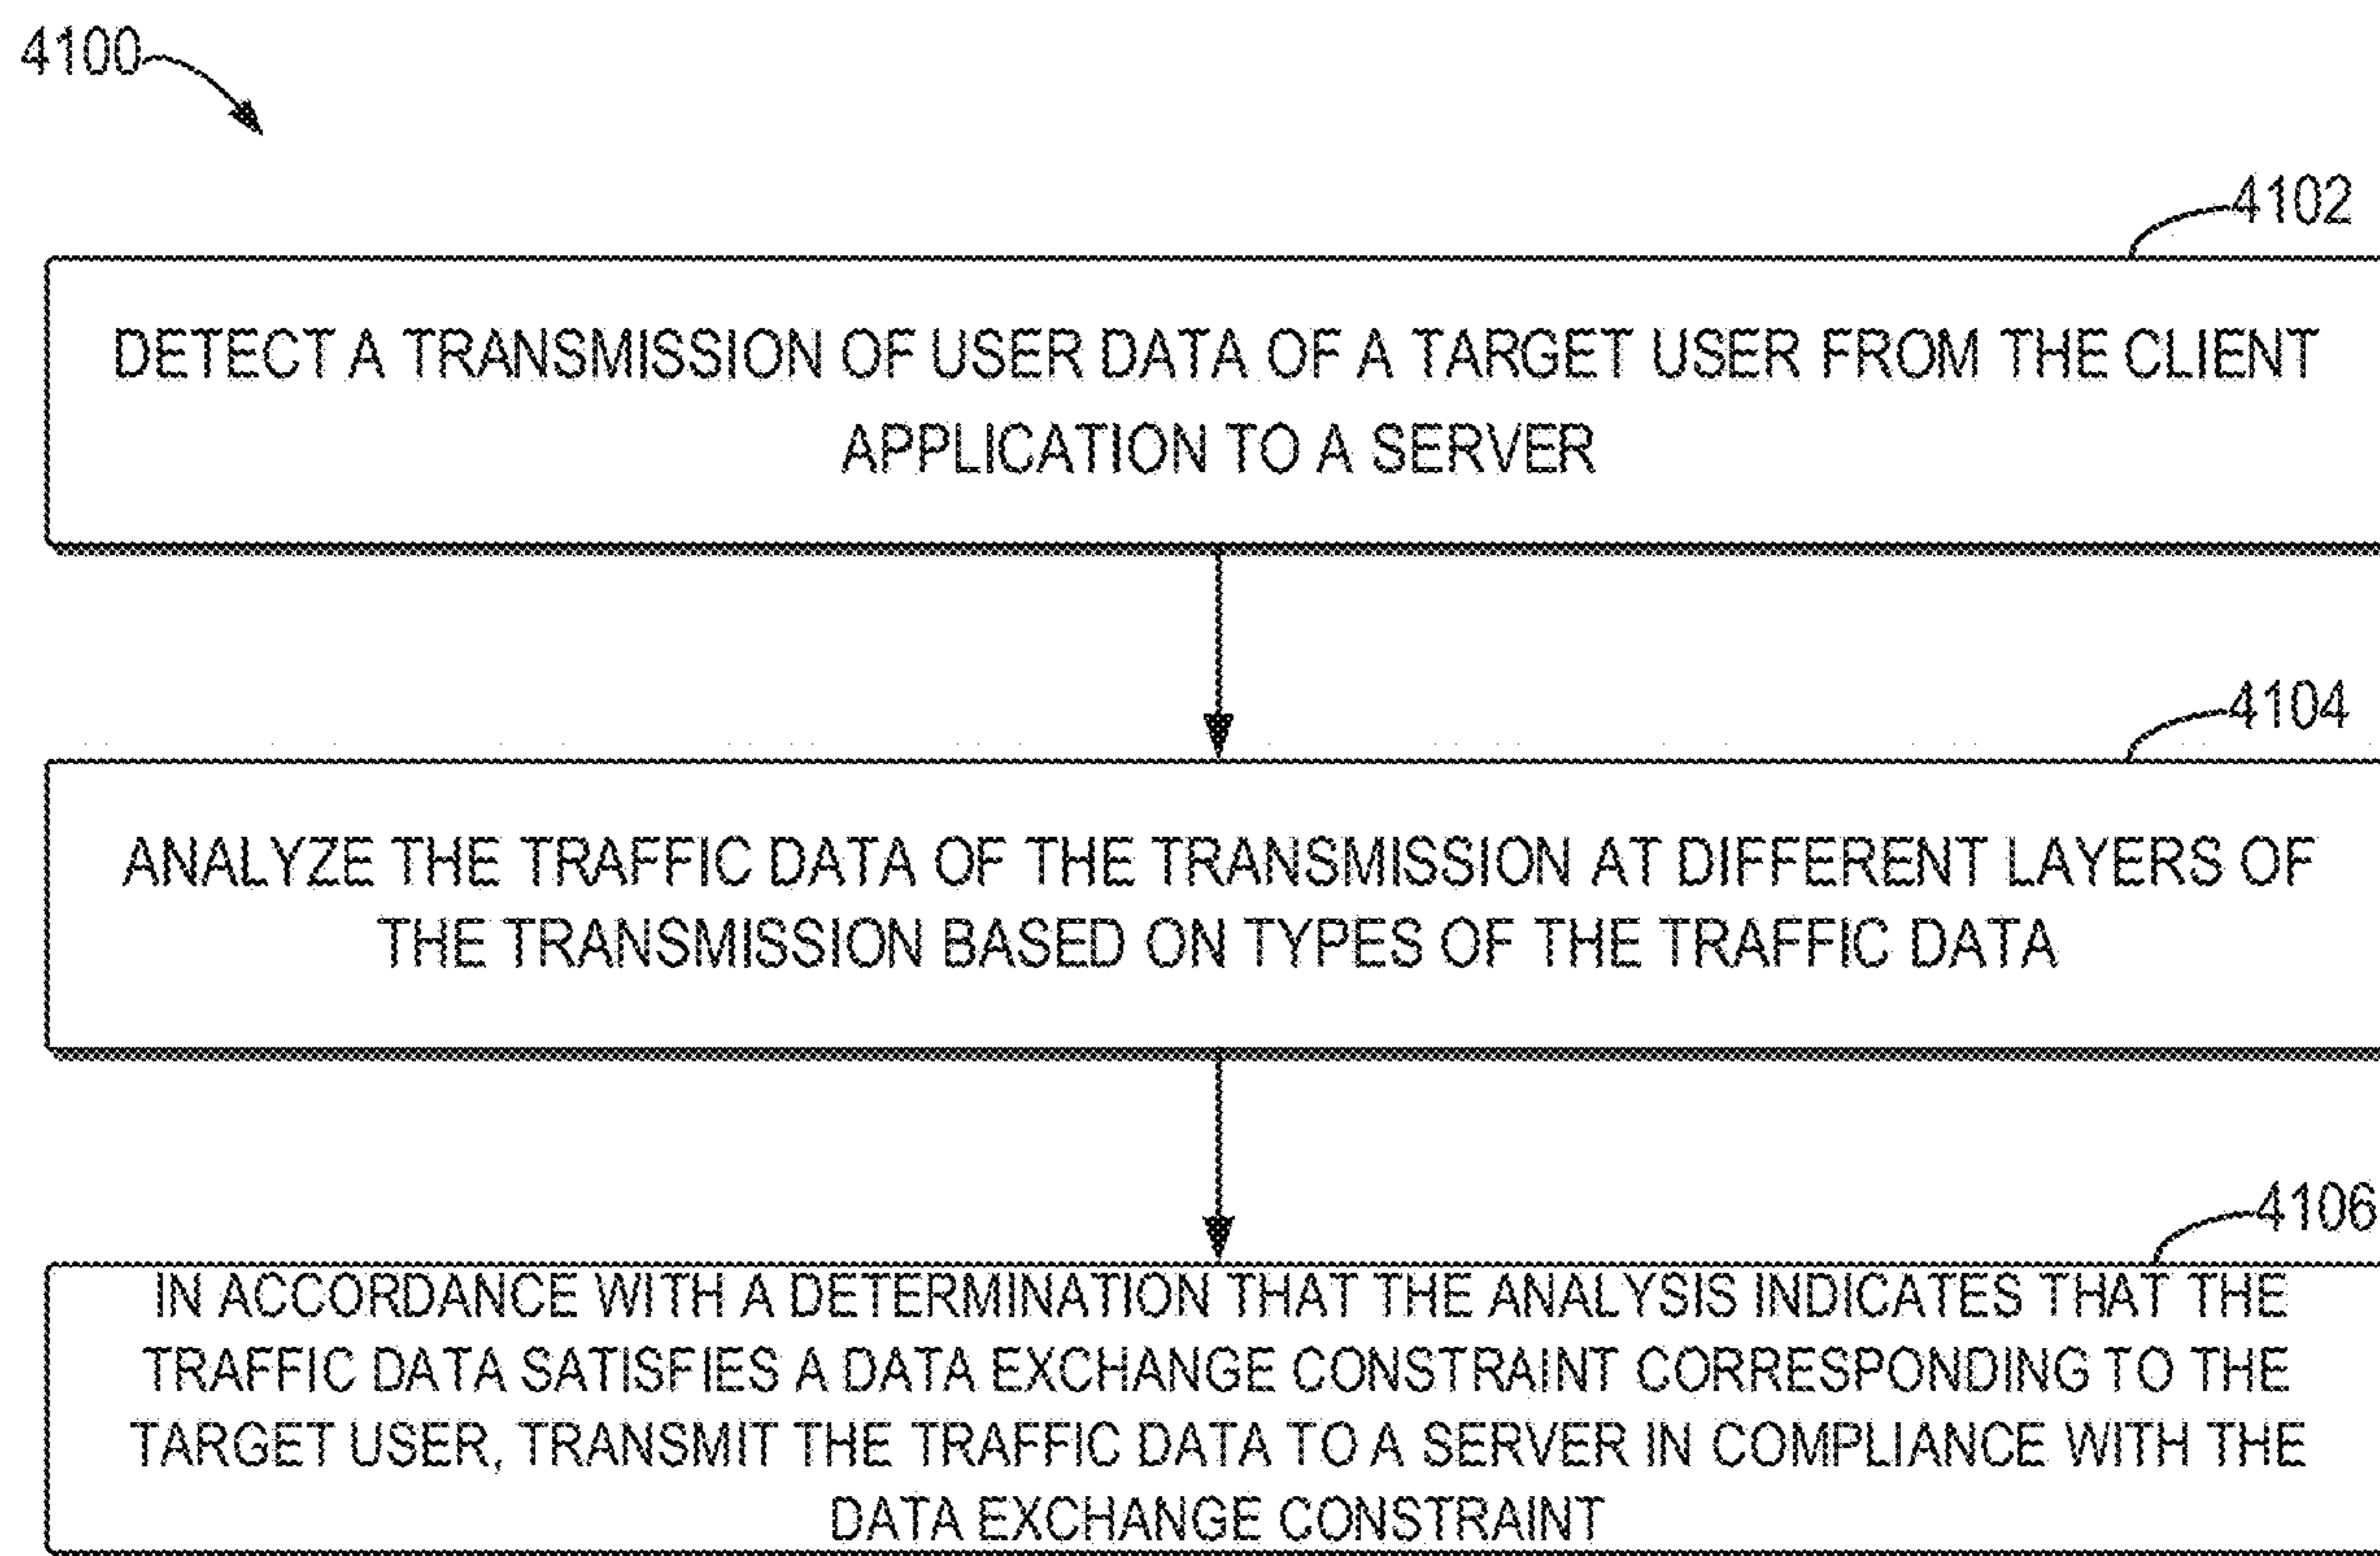 4100
4102
DETECT A TRANSMISSION OF USER DATA OF A TARGET USER FROM THE CLIENT
APPLICATION TO A SERVER
4104
ANALYZE THE TRAFFIC DATA OF THE TRANSMISSION AT DIFFERENT LAYERS OF
THE TRANSMISSION BASED ON TYPES OF THE TRAFFIC DATA
4106
IN ACCORDANCE WITH A DETERMINATION THAT THE ANALYSIS INDICATES THAT THE
TRAFFIC DATA SATISFIES A DATA EXCHANGE CONSTRAINT CORRESPONDING TO THE
TARGET USER, TRANSMIT THE TRAFFIC DATA TO A SERVER IN COMPLIANCE WITH THE
DATA EXCHANGE CONSTRAINT